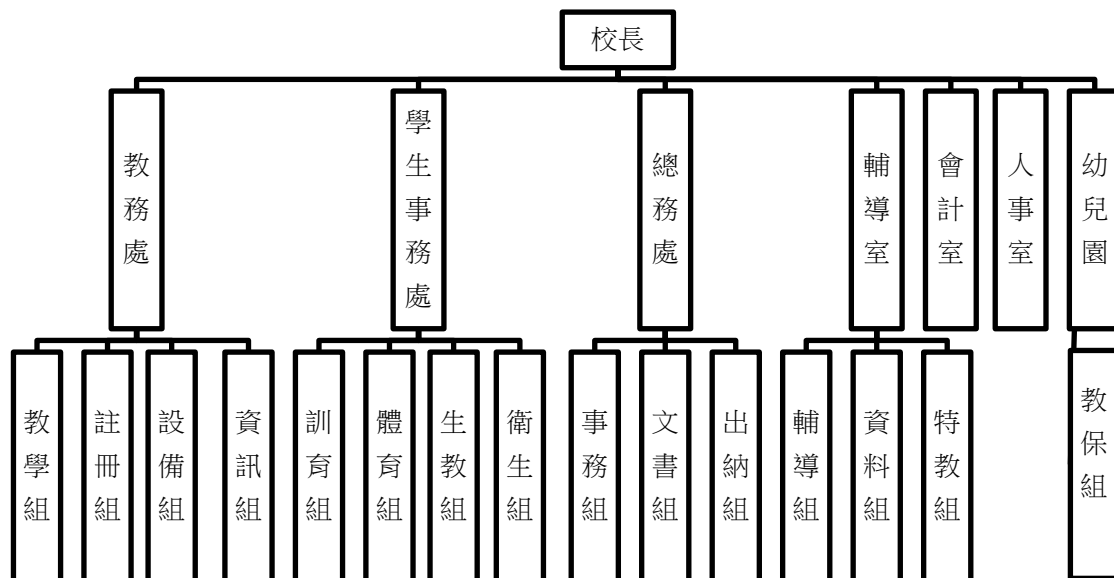 校長
教務處
學生事務處
總務處
輔導室
會計室
人事室
幼兒園
教學組
註冊組
設備組
資訊組
訓育組
體育組
生教組
衛生組
事務組
文書組
出納組
輔導組
資料組
特教組
教保組